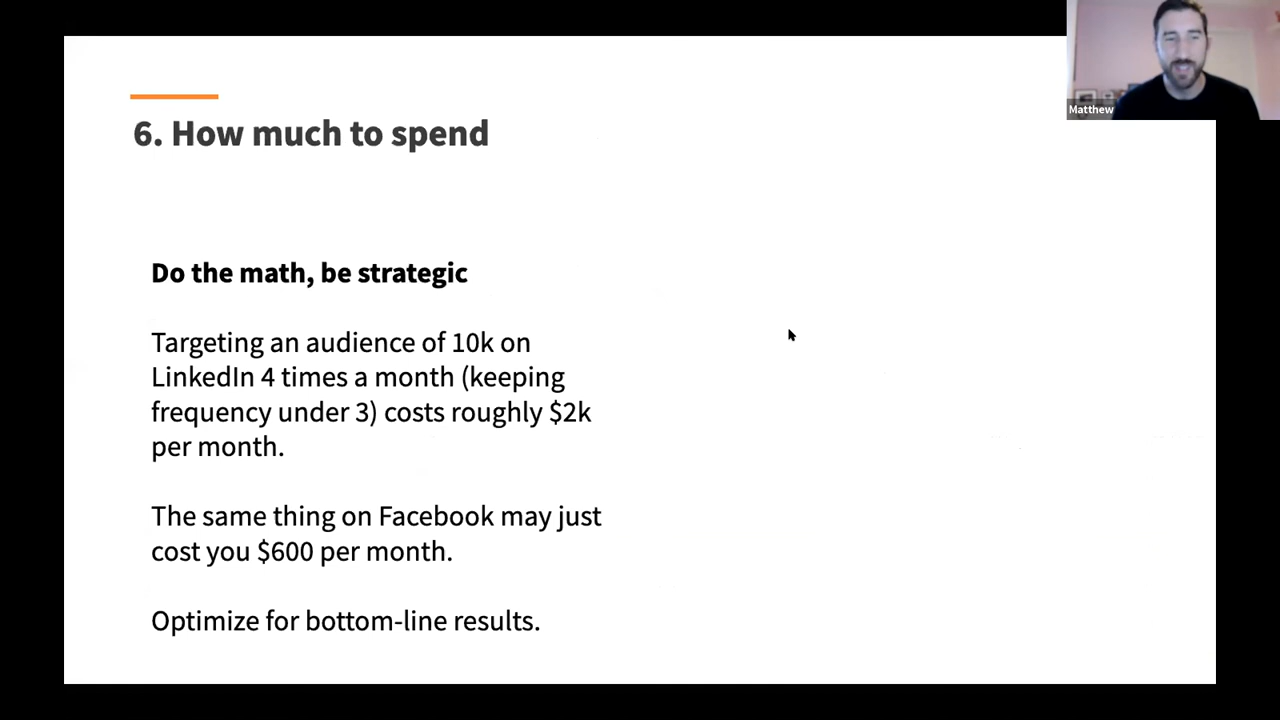 Matthew
6. How much to spend
Do the math, be strategic
Targeting an audience of 10k on
LinkedIn 4 times a month (keeping
frequency under 3) costs roughly $2k
per month.
The same thing on Facebook may just
cost you $600 per month.
Optimize for bottom-line results.